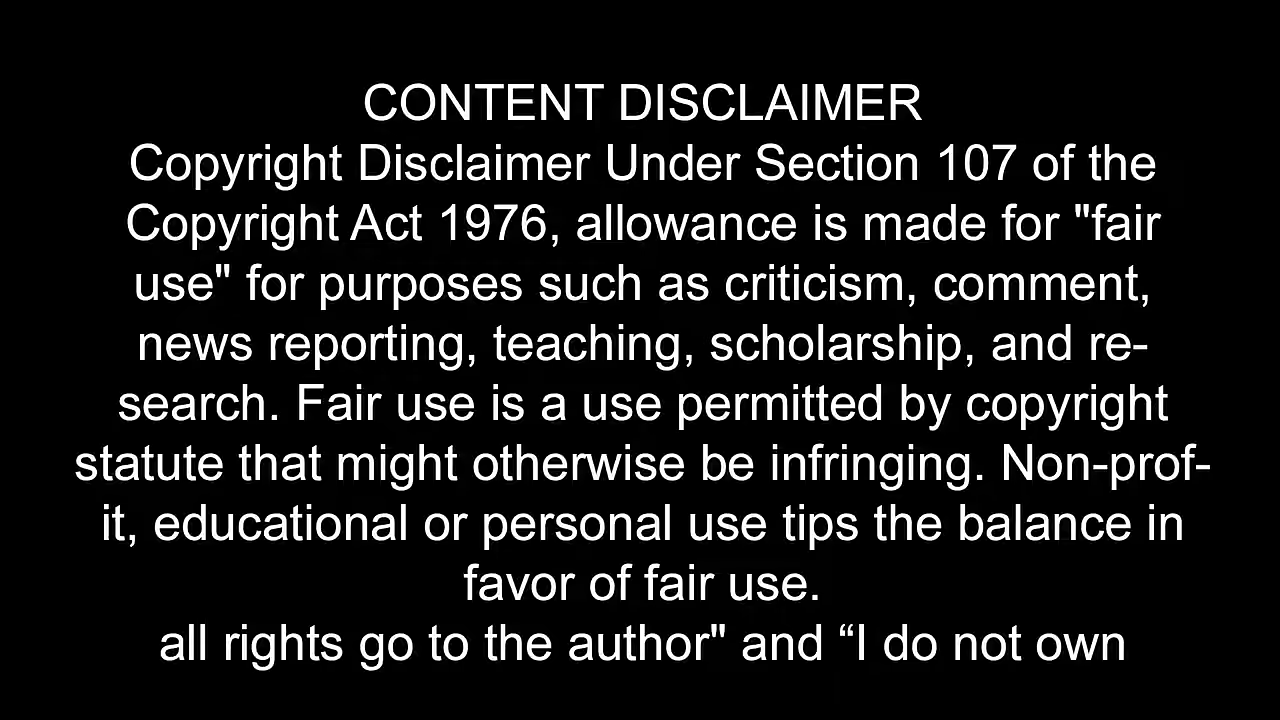 CONTENT DISCLAIMER
Copyright Disclaimer Under Section 107 of the
Copyright Act 1976, allowance is made for "fair
use" for purposes such as criticism, comment,
news reporting, teaching, scholarship, and re-
search. Fair use is a use permitted by copyright
statute that might otherwise be infringing. Non-prof-
it, educational or personal use tips the balance in
favor of fair use.
all rights go to the author" and “I do not own